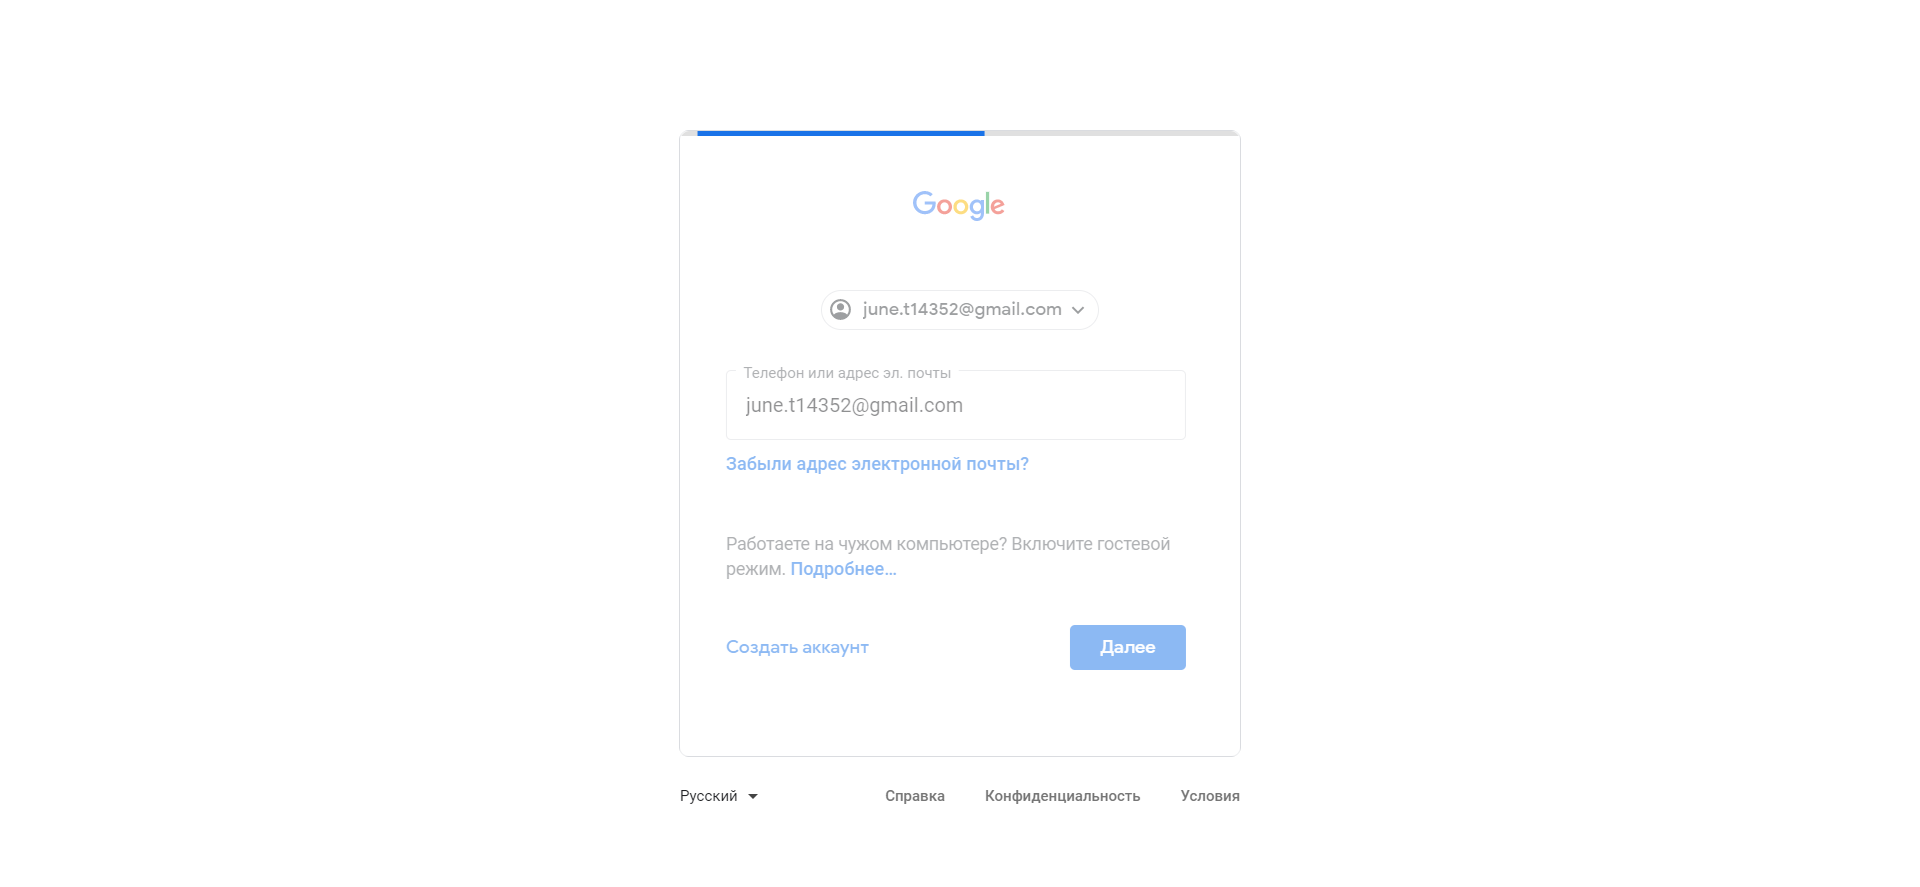 Google
june.t14352@gmail.com
Телефон или адрес эл. почты
june.t14352@gmail.com
Забыли адрес электронной почты?
Работаете на чужом компьютере? Включите гостевой
режим. Подробнее…
Создать аккаунт
Далее
Русский
Справка
Конфиденциальность
Условия